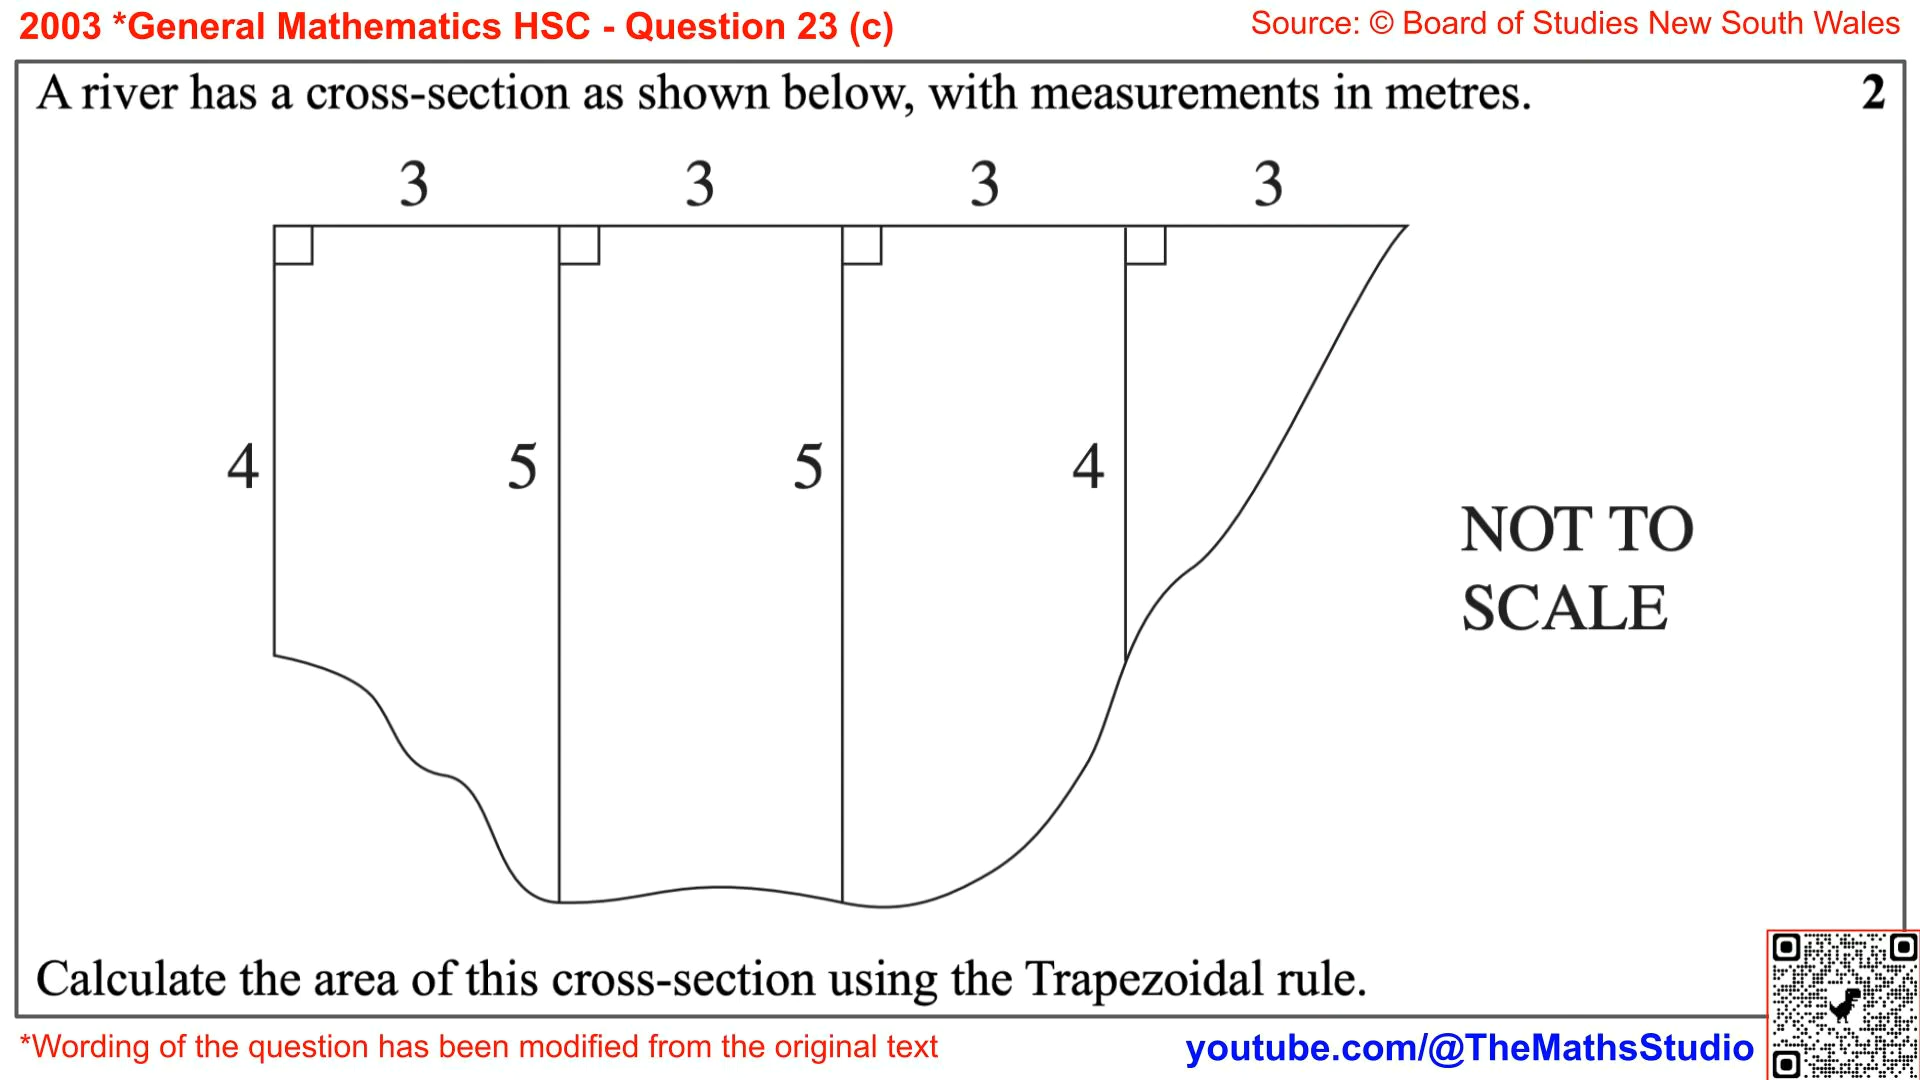 2003 *General Mathematics HSC - Question 23 (c)
Source: © Board of Studies New South Wales
A river has a cross-section as shown below, with measurements in metres.
2
3 3 3 3
4 5 5 4
NOT TO
SCALE
Calculate the area of this cross-section using the Trapezoidal rule.
*Wording of the question has been modified from the original text
youtube.com/@TheMathsStudio